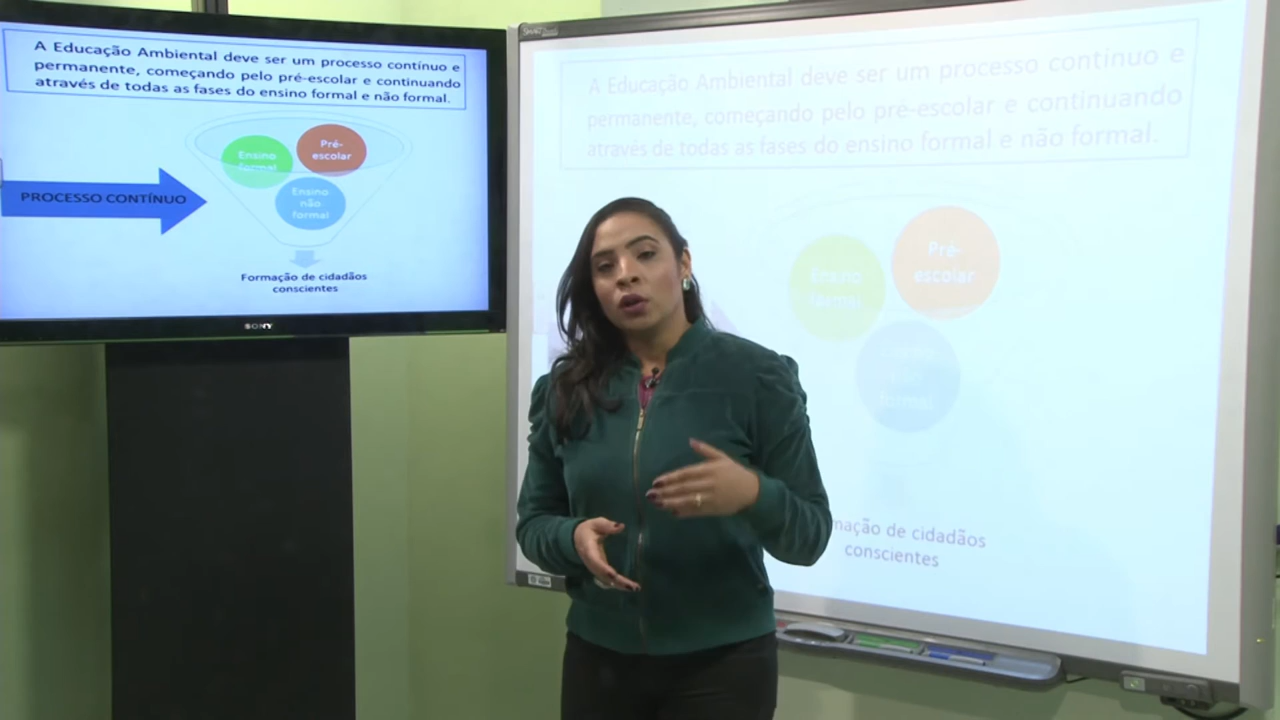 A Educação Ambiental deve ser um processo contínuo e
permanente, começando pelo pré-escolar e continuando
através de todas as fases do ensino formal e não formal.
Ensino
formal
Pré-
escolar
Ensino
não
formal
PROCESSO CONTÍNUO
Formação de cidadãos
conscientes
SONY
A Educação Ambiental deve ser um processo contínuo e
permanente, começando pelo pré-escolar e continuando
através de todas as fases do ensino formal e não formal.
Ensino
formal
Pré-
escolar
Ensino
não
formal
mação de cidadãos
conscientes